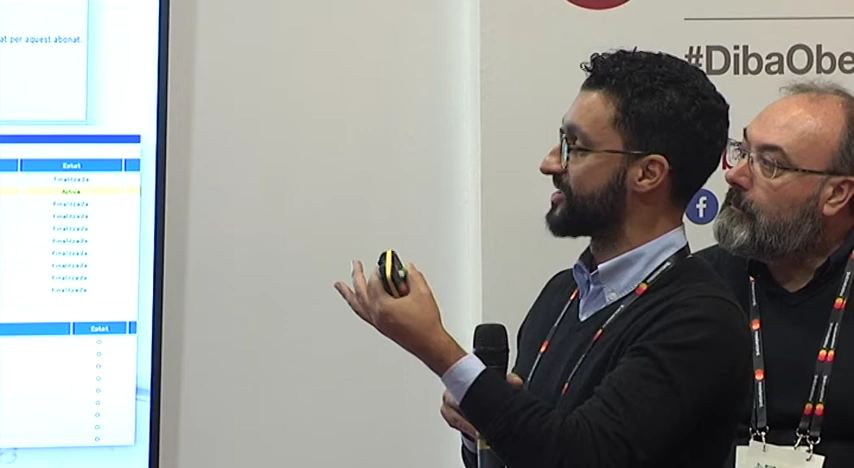 at per aquest abonat.
#DibaObe
Estat
Finalitzada
Activa
Finalitzada
Finalitzada
Finalitzada
Finalitzada
Finalitzada
Finalitzada
Finalitzada
Finalitzada
Estat